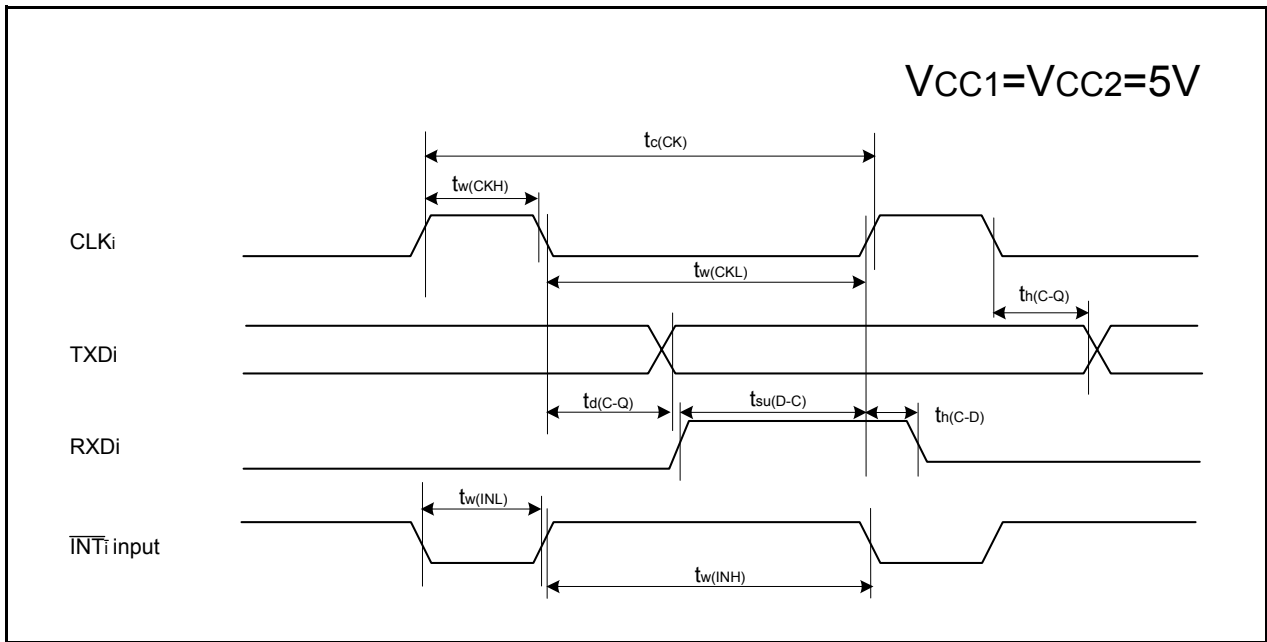 VCC1=VCC2=5V
tc(CK)
tw(CKH)
CLKi
tw(CKL)
th(C-Q)
TXDi
td(C-Q)
tsu(D-C)
th(C-D)
RXDi
tw(INL)
INTi input
tw(INH)